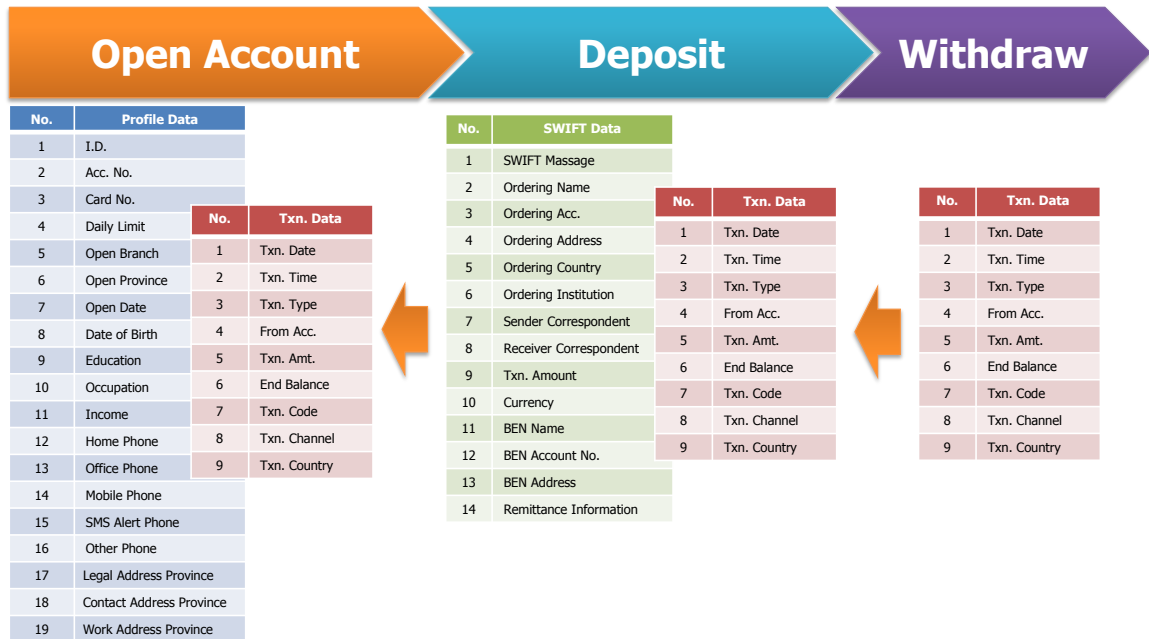 Open Account
Deposit
Withdraw
No. Profile Data
1 I.D.
2 Acc. No.
3 Card No.
4 Daily Limit
5 Open Branch
6 Open Province
7 Open Date
8 Date of Birth
9 Education
10 Occupation
11 Income
12 Home Phone
13 Office Phone
14 Mobile Phone
15 SMS Alert Phone
16 Other Phone
17 Legal Address Province
18 Contact Address Province
19 Work Address Province
No. Txn. Data
1 Txn. Date
2 Txn. Time
3 Txn. Type
4 From Acc.
5 Txn. Amt.
6 End Balance
7 Txn. Code
8 Txn. Channel
9 Txn. Country
No. SWIFT Data
1 SWIFT Massage
2 Ordering Name
3 Ordering Acc.
4 Ordering Address
5 Ordering Country
6 Ordering Institution
7 Sender Correspondent
8 Receiver Correspondent
9 Txn. Amount
10 Currency
11 BEN Name
12 BEN Account No.
13 BEN Address
14 Remittance Information
No. Txn. Data
1 Txn. Date
2 Txn. Time
3 Txn. Type
4 From Acc.
5 Txn. Amt.
6 End Balance
7 Txn. Code
8 Txn. Channel
9 Txn. Country
No. Txn. Data
1 Txn. Date
2 Txn. Time
3 Txn. Type
4 From Acc.
5 Txn. Amt.
6 End Balance
7 Txn. Code
8 Txn. Channel
9 Txn. Country